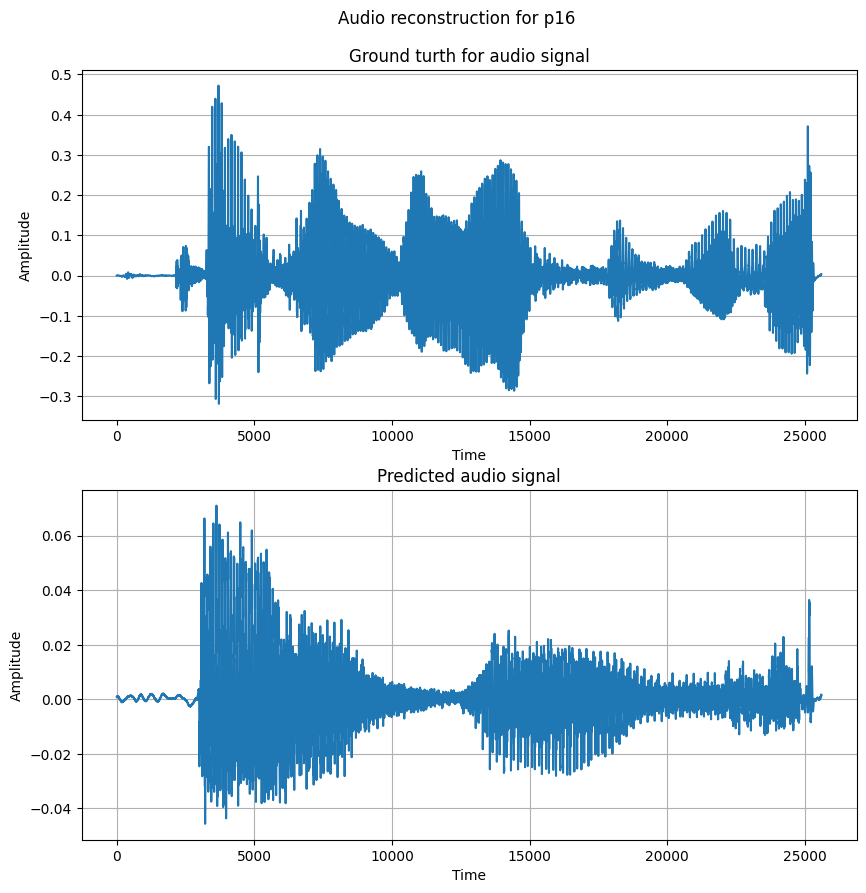 Audio reconstruction for p16
Ground turth for audio signal
0.5
0.4
0.3
0.2
0.1
0.0
−0.1
−0.2
−0.3
Amplitude
0 5000 10000 15000 20000 25000
Time
Predicted audio signal
0.06
0.04
0.02
0.00
−0.02
−0.04
Amplitude
0 5000 10000 15000 20000 25000
Time